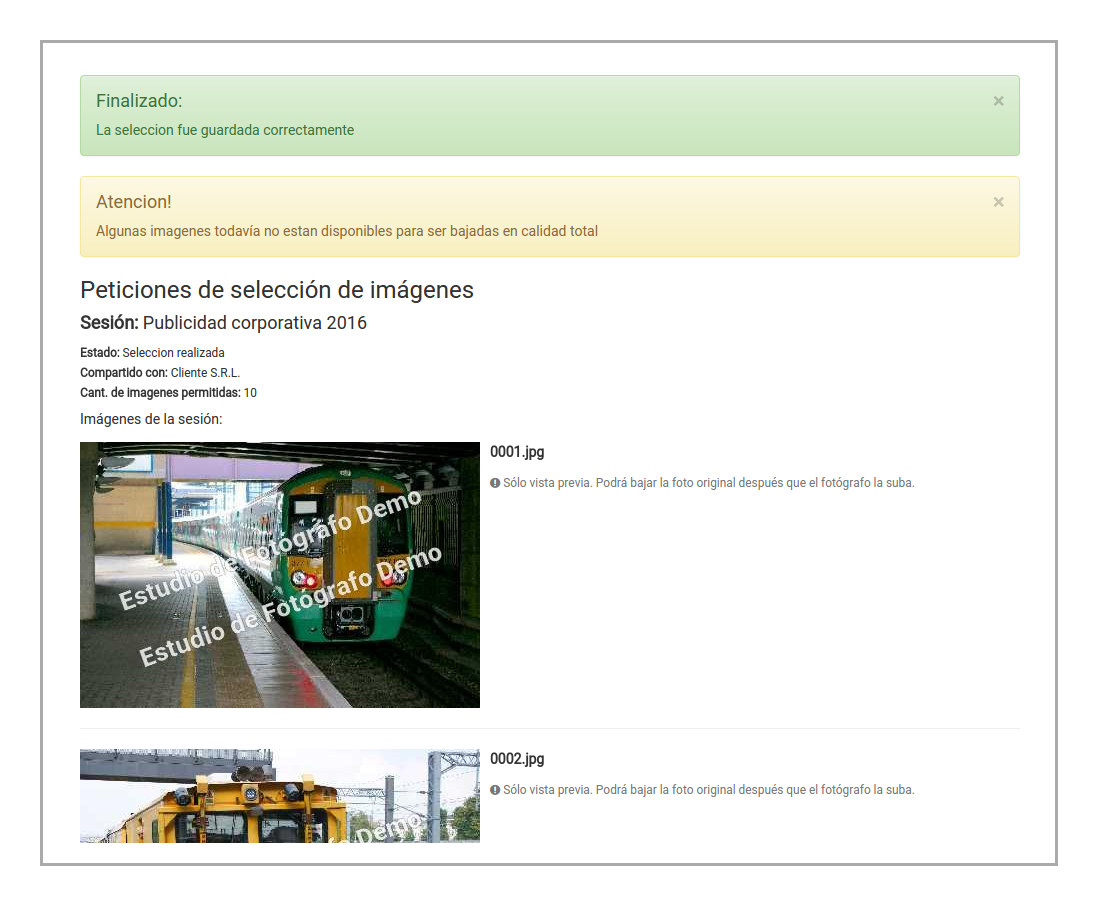 Finalizado:
×
La seleccion fue guardada correctamente
Atencion!
×
Algunas imagenes todavía no estan disponibles para ser bajadas en calidad total
Peticiones de selección de imágenes
Sesión: Publicidad corporativa 2016
Estado: Seleccion realizada
Compartido con: Cliente S.R.L.
Cant. de imagenes permitidas: 10
Imágenes de la sesión:
Estudio de Fotógrafo Demo
Estudio de Fotógrafo Demo
0001.jpg
Sólo vista previa. Podrá bajar la foto original después que el fotógrafo la suba.
0002.jpg
Sólo vista previa. Podrá bajar la foto original después que el fotógrafo la suba.
Demo